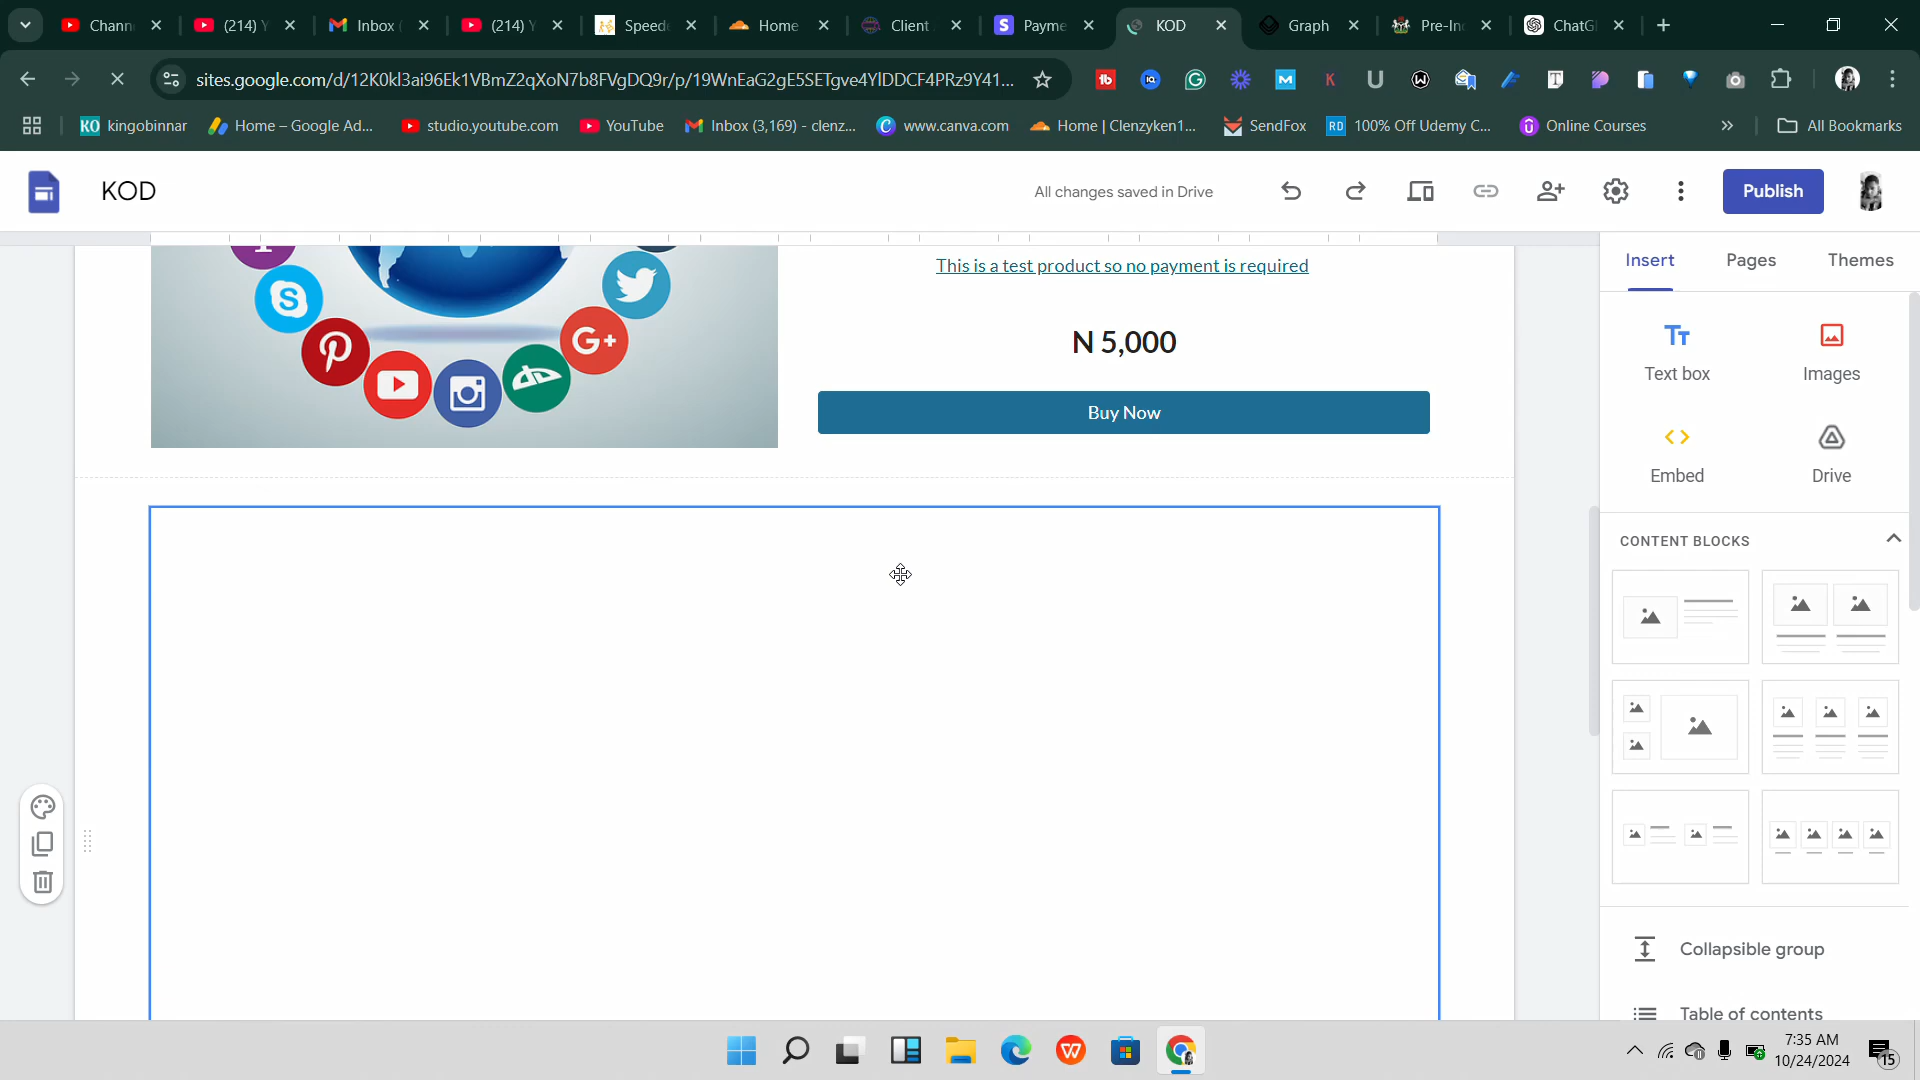 Chann
(214) Y
Inbox (
(214) Y
Speed
Home
Client
Payme
KOD
Graph
Pre-In
ChatG
sites.google.com/d/12K0kl3ai96Ek1VBmZ2qXoN7b8FVgDQ9r/p/19WnEaG2gE5SETgve4YlDDCF4PRz9Y41...
kingobinnar
Home – Google Ad...
studio.youtube.com
YouTube
Inbox (3,169) - clenz...
www.canva.com
Home | Clenzyken1...
SendFox
RD 100% Off Udemy C...
Online Courses
All Bookmarks
KOD
All changes saved in Drive
Publish
Insert
Pages
Themes
This is a test product so no payment is required
N 5,000
Buy Now
Text box
Images
Embed
Drive
CONTENT BLOCKS
Collapsible group
Table of contents
7:35 AM
10/24/2024
15